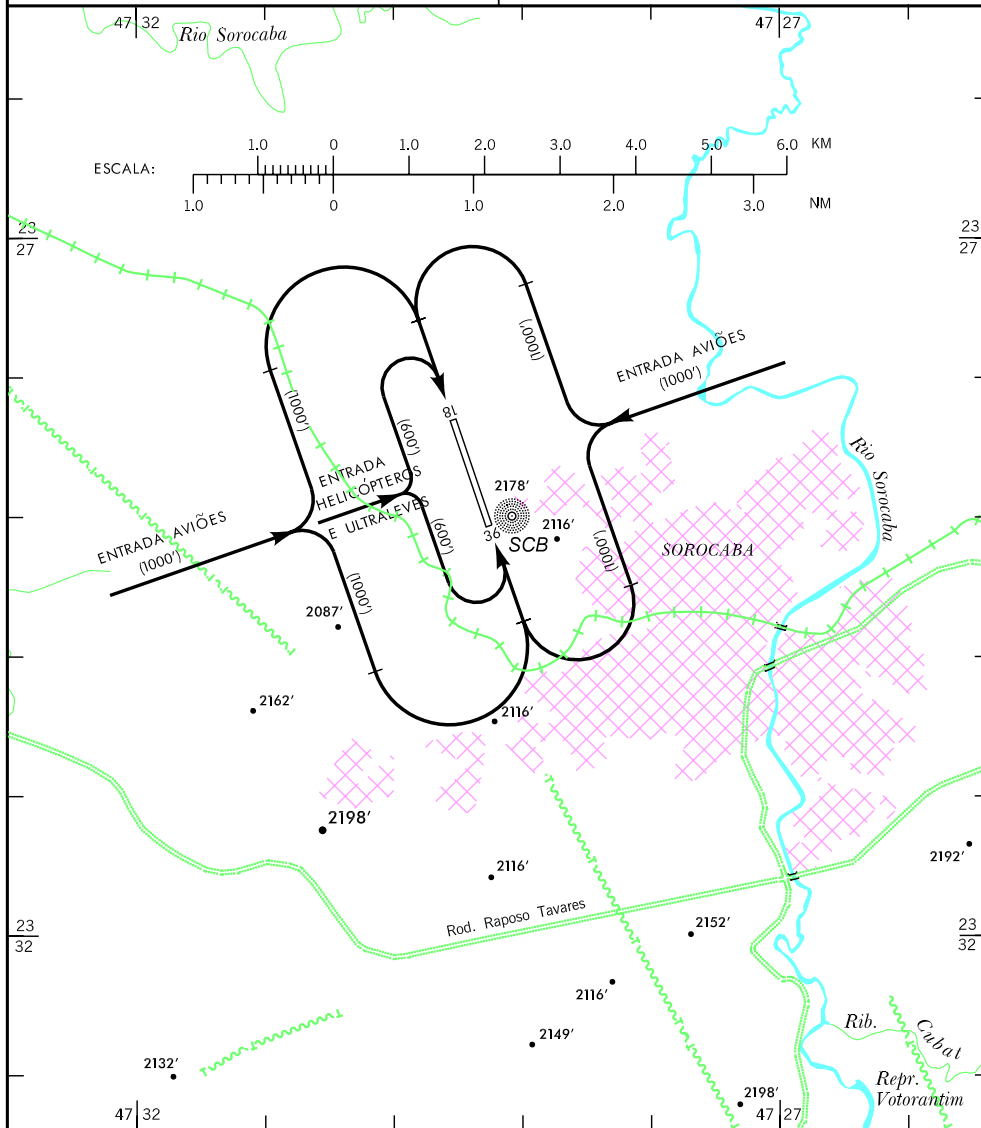 47 32
47 27
Rio Sorocaba
ESCALA:
1.0 0 1.0 2.0 3.0 4.0 5.0 6.0 KM
1.0 0 1.0 2.0 3.0 NM
23
27
23
27
(1000')
ENTRADA AVIÕES
(1000')
(1000')
18
(600')
ENTRADA
HELICÓPTEROS
E ULTRALEVES
2178'
36
SCB
2116'
SOROCABA
Rio Sorocaba
ENTRADA AVIÕES
(1000')
(600')
(1000')
(1000')
2087'
2162'
2116'
2198'
2116'
2192'
Rod. Raposo Tavares
2152'
23
32
23
32
2116'
2149'
2132'
Rib.
Cubat
Repr.
Votorantim
2198'
47 32
47 27